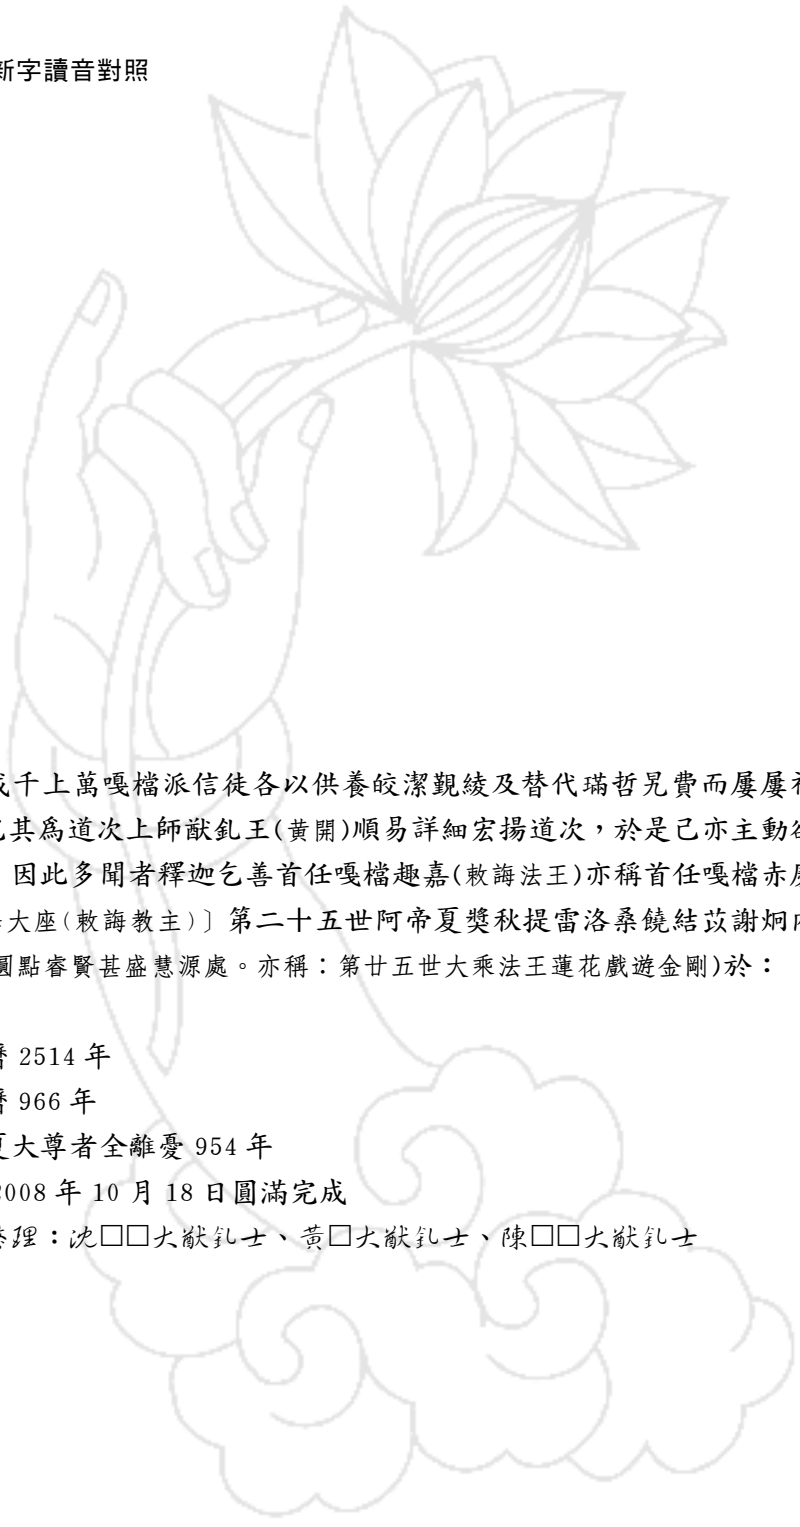 新字讀音對照
成千上萬嘎檔派信徒各以供養皎潔觀綾及替代璊哲旯費而屢屢祈
乞其為道次上師猷釓王(黄開)順易詳細宏揚道次，於是己亦主動
因此多聞者釋迦乞善首任嘎檔趣嘉(敕誨法王)亦稱首任嘎檔赤
大座(敕誨教主)〕第二十五世阿帝夏獎秋提雷洛桑饒結苡謝炯
圓點睿賢甚盛慧源處。亦稱：第廿五世大乘法王蓮花戲遊金剛)於：
曆 2514 年
曆 966 年
夏大尊者全離憂 954 年
2008 年 10 月 18 日圓滿完成
整理：沈□□大猷釓士、黃□大猷釓士、陳□□大猷釓士